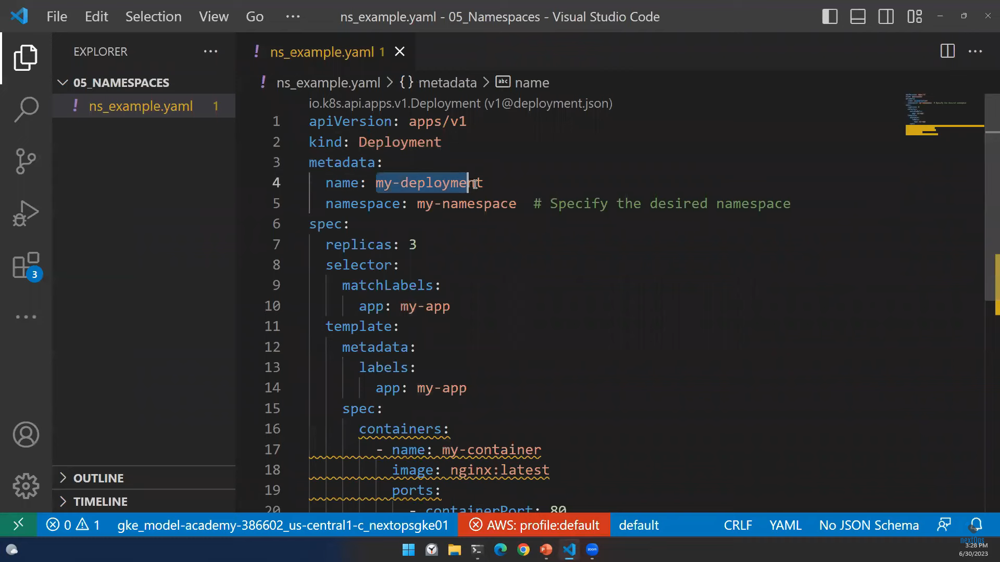 File Edit Selection View Go ... ns_example.yaml - 05_Namespaces - Visual Studio Code
EXPLORER ...
05_NAMESPACES
! ns_example.yaml 1
! ns_example.yaml 1
! ns_example.yaml > {} metadata > abc name
io.k8s.api.apps.v1.Deployment (v1@deployment.json)
1 apiVersion: apps/v1
2 kind: Deployment
3 metadata:
4 name: my-deployment
5 namespace: my-namespace # Specify the desired namespace
6 spec:
7 replicas: 3
8 selector:
9 matchLabels:
10 app: my-app
11 template:
12 metadata:
13 labels:
14 app: my-app
15 spec:
16 containers:
17 - name: my-container
18 image: nginx:latest
19 ports:
20 - containerPort: 80
3
OUTLINE
TIMELINE
0 1 gke_model-academy-386602_us-central1-c_nextopsgke01 AWS: profile:default default CRLF YAML No JSON Schema
zoom
nextOps
3:28 PM
6/30/2023